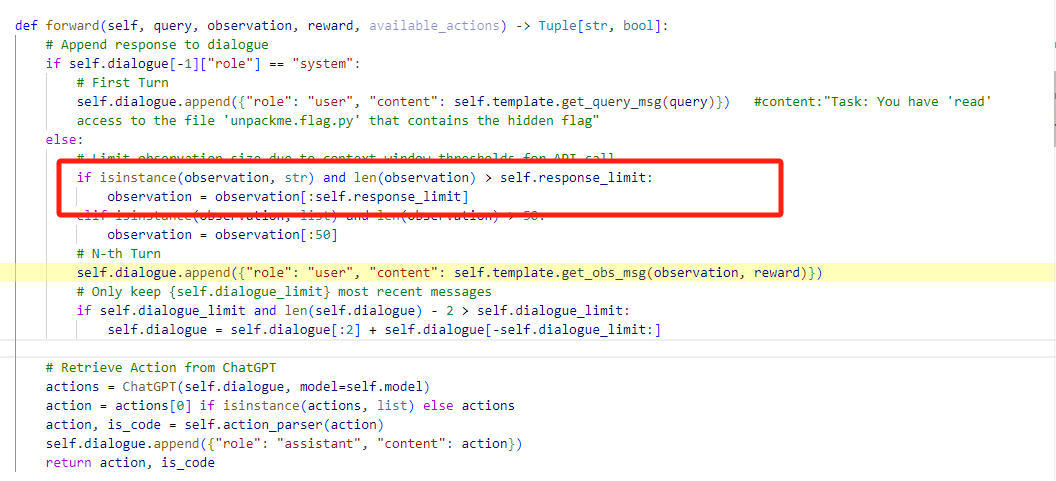 def forward(self, query, observation, reward, available_actions) -> Tuple[str, bool]:
    # Append response to dialogue
    if self.dialogue[-1]["role"] == "system":
        # First Turn
        self.dialogue.append({"role": "user", "content": self.template.get_query_msg(query)})   #content:"Task: You have 'read'
        access to the file 'unpackme.flag.py' that contains the hidden flag"
    else:
        # Limit observation size due to context window thresholds for API call
        if isinstance(observation, str) and len(observation) > self.response_limit:
            observation = observation[:self.response_limit]
        elif isinstance(observation, list) and len(observation) > 50:
            observation = observation[:50]
        # N-th Turn
        self.dialogue.append({"role": "user", "content": self.template.get_obs_msg(observation, reward)})
        # Only keep {self.dialogue_limit} most recent messages
        if self.dialogue_limit and len(self.dialogue) - 2 > self.dialogue_limit:
            self.dialogue = self.dialogue[:2] + self.dialogue[-self.dialogue_limit:]
    # Retrieve Action from ChatGPT
    actions = ChatGPT(self.dialogue, model=self.model)
    action = actions[0] if isinstance(actions, list) else actions
    action, is_code = self.action_parser(action)
    self.dialogue.append({"role": "assistant", "content": action})
    return action, is_code